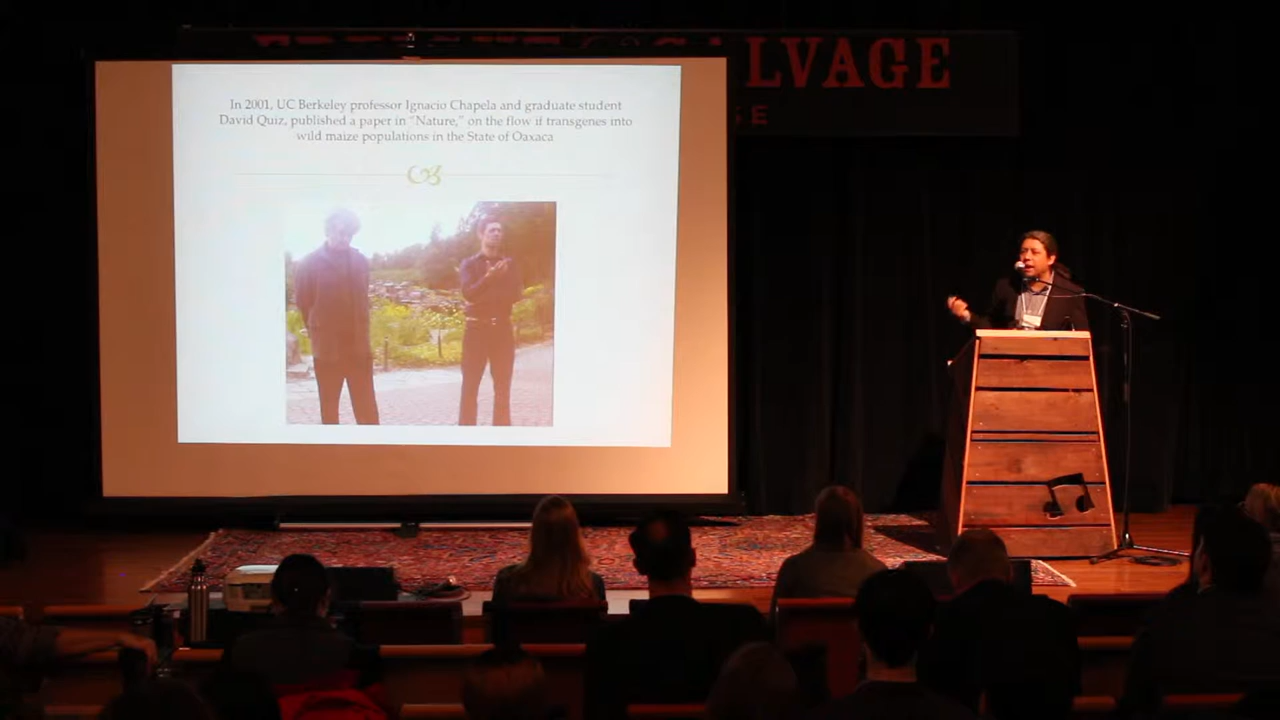 LVAGE
SE
In 2001, UC Berkeley professor Ignacio Chapela and graduate student
David Quiz, published a paper in “Nature,” on the flow if transgenes into
wild maize populations in the State of Oaxaca